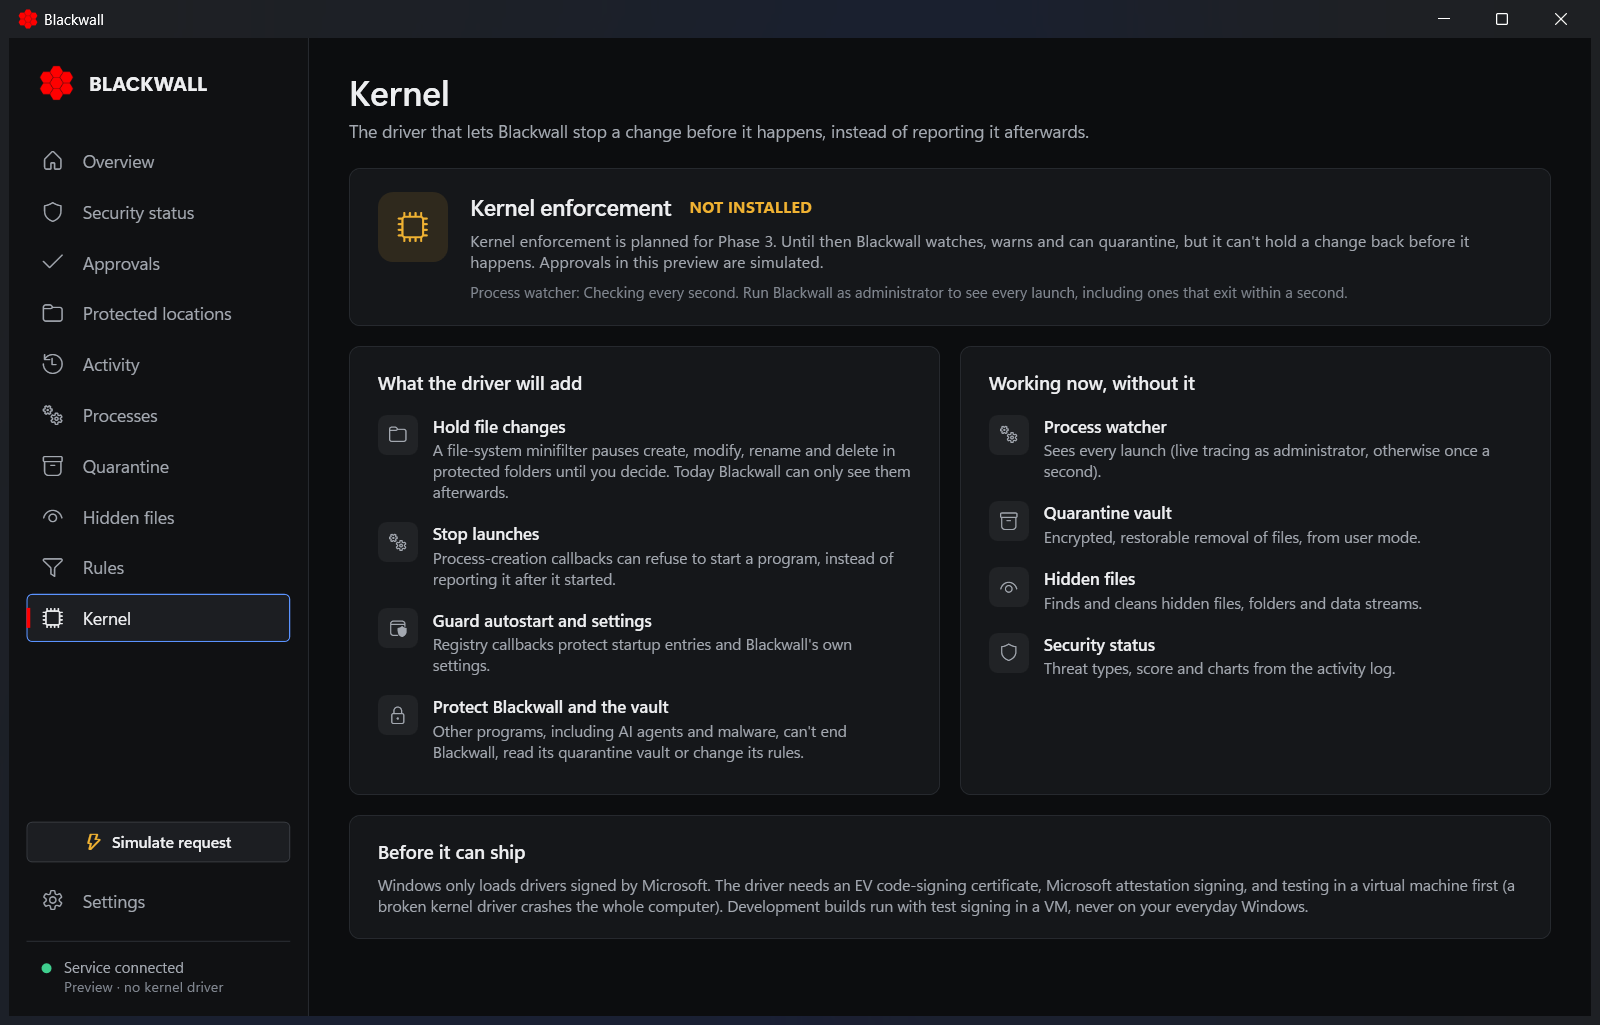 Blackwall
BLACKWALL
Overview
Security status
Approvals
Protected locations
Activity
Processes
Quarantine
Hidden files
Rules
Kernel
Simulate request
Settings
Service connected
Preview · no kernel driver
Kernel
The driver that lets Blackwall stop a change before it happens, instead of reporting it afterwards.
Kernel enforcement NOT INSTALLED
Kernel enforcement is planned for Phase 3. Until then Blackwall watches, warns and can quarantine, but it can't hold a change back before it
happens. Approvals in this preview are simulated.
Process watcher: Checking every second. Run Blackwall as administrator to see every launch, including ones that exit within a second.
What the driver will add
Hold file changes
A file-system minifilter pauses create, modify, rename and delete in
protected folders until you decide. Today Blackwall can only see them
afterwards.
Stop launches
Process-creation callbacks can refuse to start a program, instead of
reporting it after it started.
Guard autostart and settings
Registry callbacks protect startup entries and Blackwall's own
settings.
Protect Blackwall and the vault
Other programs, including AI agents and malware, can't end
Blackwall, read its quarantine vault or change its rules.
Working now, without it
Process watcher
Sees every launch (live tracing as administrator, otherwise once a
second).
Quarantine vault
Encrypted, restorable removal of files, from user mode.
Hidden files
Finds and cleans hidden files, folders and data streams.
Security status
Threat types, score and charts from the activity log.
Before it can ship
Windows only loads drivers signed by Microsoft. The driver needs an EV code-signing certificate, Microsoft attestation signing, and testing in a virtual machine first (a
broken kernel driver crashes the whole computer). Development builds run with test signing in a VM, never on your everyday Windows.